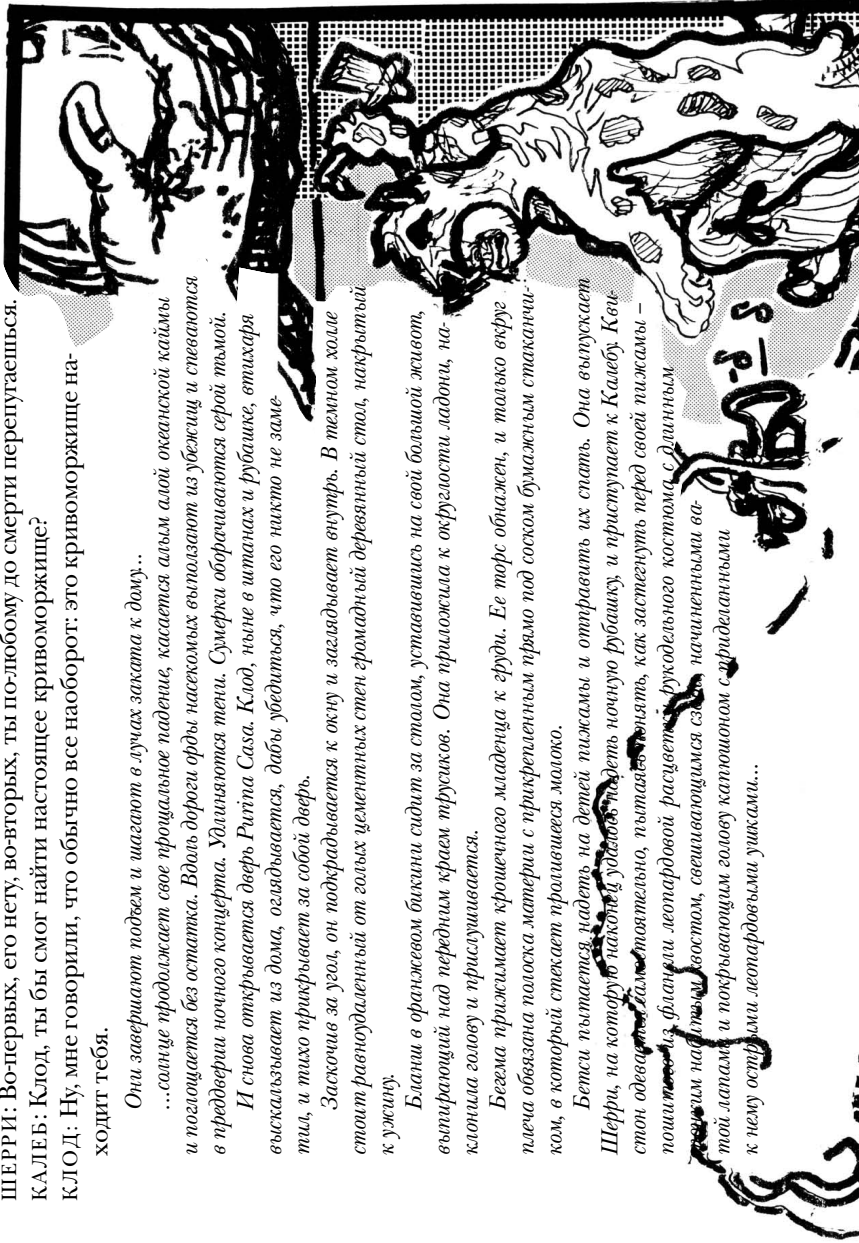 ШЕРРИ: Во-первых, его нету, во-вторых, ты по-любому до смерти перепугаешься.
КАЛЕБ: Клод, ты бы смог найти настоящее кривоморжище?
КЛОД: Ну, мне говорили, что обычно все наоборот: это кривоморжище на-
ходит тебя.
Они завершают подъем и шагают в лучах заката к дому...
...солнце продолжает свое прощальное падение, касается алым алой океанской каймы
и поглощается без остатка. Вдоль дороги орды насекомых выползают из убежищ и спеваются
в преддверии ночного концерта. Удлиняются тени. Сумерки оборачиваются серой тьмой.
И снова открывается дверь Purina Casa. Клод, ныне в штанах и рубашке, втихаря
выскальзывает из дома, оглядывается, дабы убедиться, что его никто не заме-
тил, и тихо прикрывает за собой дверь.
Заскочив за угол, он подкрадывается к окну и заглядывает внутрь. В темном холле
стоит равноудаленный от голых цементных стен громадный деревянный стол, накрытый
к ужину.
Бланш в оранжевом бикини сидит за столом, уставившись на свой большой живот,
выпирающий над передним краем трусиков. Она приложила к округлости ладони, на-
клонила голову и прислушивается.
Бегема прижимает крошечного младенца к груди. Ее торс обнажен, и только вкруг
плеча обвязана полоска материи с прикрепленным прямо под соском бумажным стаканчи-
ком, в который стекает пролившееся молоко.
Бетси пытается надеть на детей пижамы и отправить их спать. Она выпускает
Шерри, на которую наконец удалось надеть ночную рубашку, и приступает к Калебу. Кви-
стон одевается самостоятельно, пытаясь понять, как застегнуть перед своей пижамы –
пошитого из фланели леопардовой расцветки рукодельного костюма с длинным
набитым хвостом, свешивающимся сзади, начиненными ва-
той лапами и покрывающим голову капюшоном с приделанными
к нему острыми леопардовыми ушками...